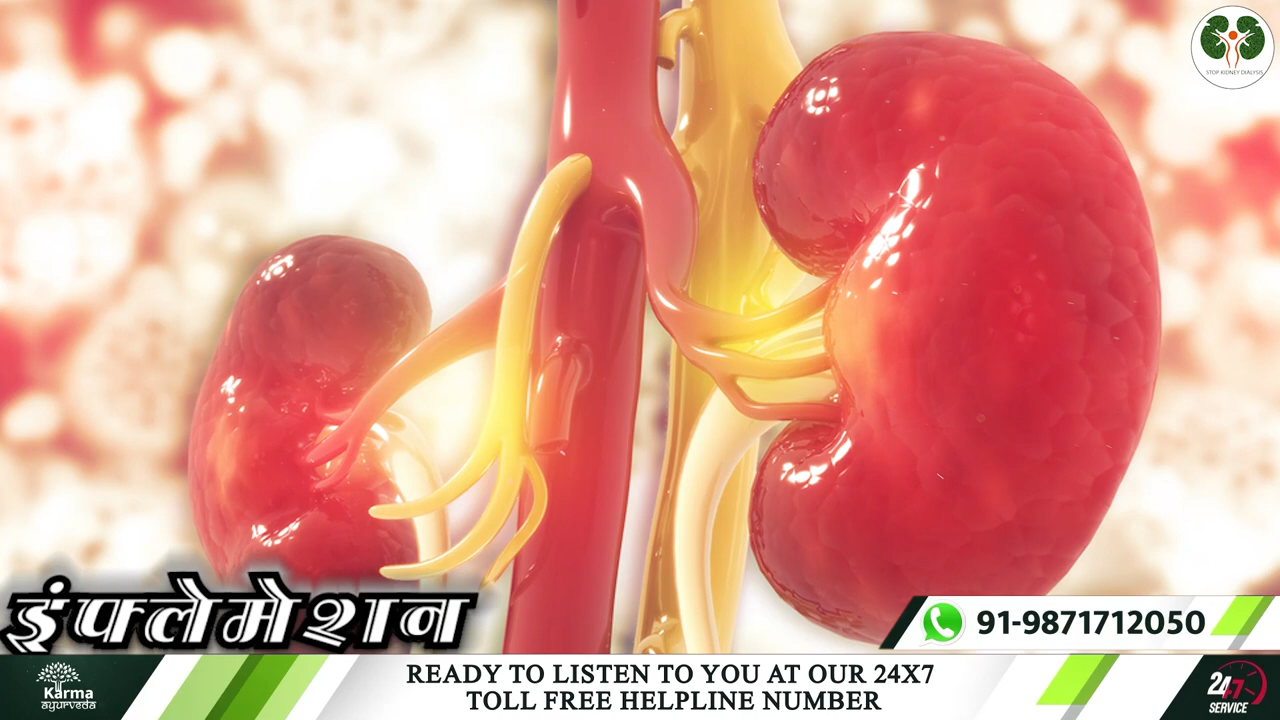 STOP KIDNEY DIALYSIS
इंफ्लेमेशन
91-9871712050
Karma
ayurveda
READY TO LISTEN TO YOU AT OUR 24X7
TOLL FREE HELPLINE NUMBER
24x7
SERVICE